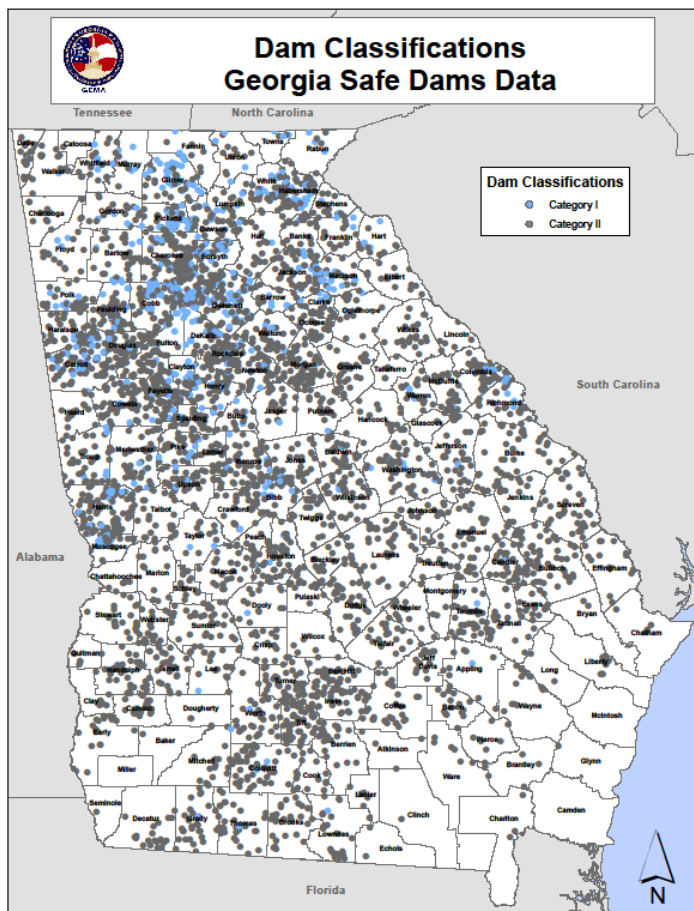 Dam Classifications
Georgia Safe Dams Data
GEMA
Tennessee
North Carolina
Dam Classifications
Category I
Category II
South Carolina
Alabama
Florida
N
Dade
Catoosa
Fannin
Towns
Rabun
Union
Walker
Whitfield
Murray
Gilmer
White
Habersham
Stephens
Chattooga
Gordon
Pickens
Lumpkin
Dawson
Hall
Banks
Franklin
Hart
Floyd
Bartow
Cherokee
Forsyth
Jackson
Madison
Elbert
Polk
Paulding
Cobb
Gwinnett
Barrow
Clarke
Oglethorpe
Haralson
Douglas
Fulton
DeKalb
Rockdale
Walton
Oconee
Wilkes
Lincoln
Carroll
Clayton
Henry
Newton
Morgan
Greene
Taliaferro
McDuffie
Columbia
Heard
Coweta
Fayette
Spalding
Butts
Jasper
Putnam
Hancock
Warren
Glascock
Richmond
Troup
Meriwether
Pike
Lamar
Monroe
Jones
Baldwin
Washington
Jefferson
Burke
Harris
Talbot
Upson
Crawford
Bibb
Twiggs
Wilkinson
Johnson
Jenkins
Screven
Muscogee
Taylor
Peach
Houston
Bleckley
Laurens
Emanuel
Candler
Bulloch
Effingham
Chattahoochee
Marion
Schley
Macon
Dooly
Pulaski
Dodge
Wheeler
Treutlen
Montgomery
Toombs
Tattnall
Evans
Bryan
Chatham
Stewart
Webster
Sumter
Crisp
Wilcox
Telfair
Jeff
Davis
Appling
Long
Liberty
Quitman
Randolph
Terrell
Lee
Turner
Ben Hill
Irwin
Coffee
Bacon
Wayne
McIntosh
Clay
Calhoun
Dougherty
Worth
Tift
Early
Baker
Mitchell
Colquitt
Cook
Berrien
Atkinson
Pierce
Ware
Brantley
Glynn
Miller
Seminole
Decatur
Grady
Thomas
Brooks
Lowndes
Lanier
Clinch
Echols
Charlton
Camden